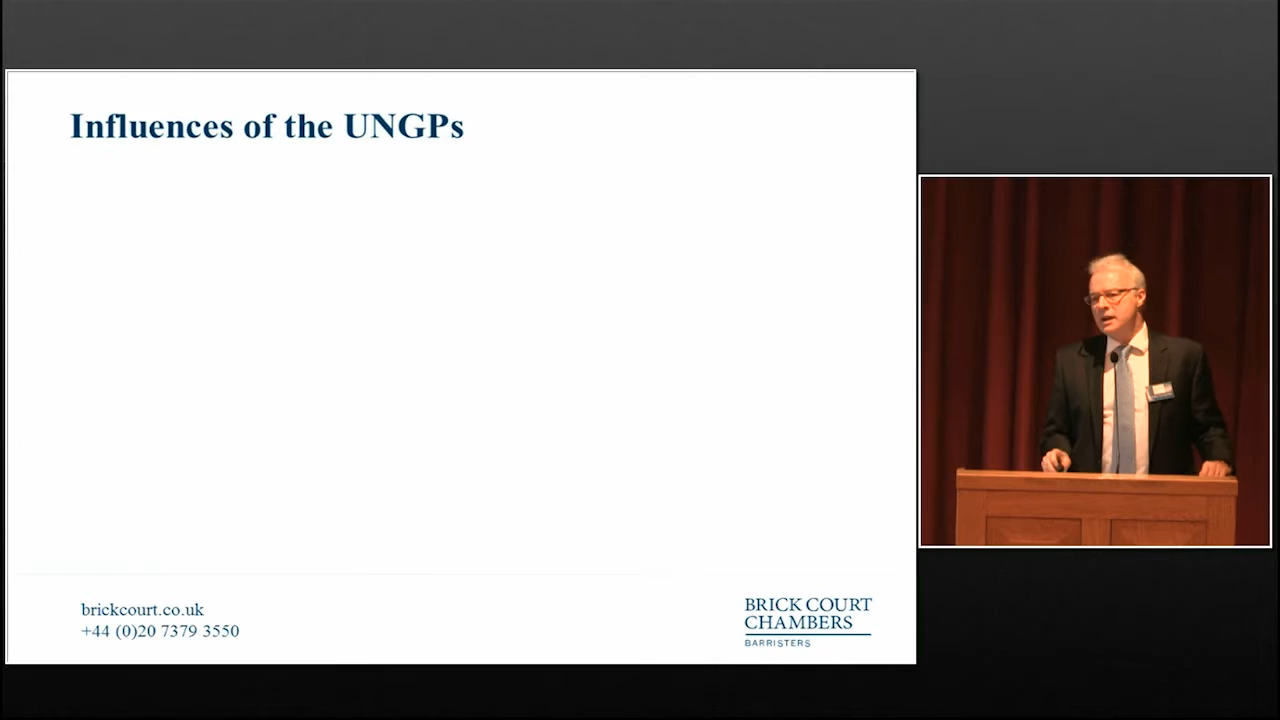 Influences of the UNGPs
brickcourt.co.uk
+44 (0)20 7379 3550
BRICK COURT
CHAMBERS
BARRISTERS